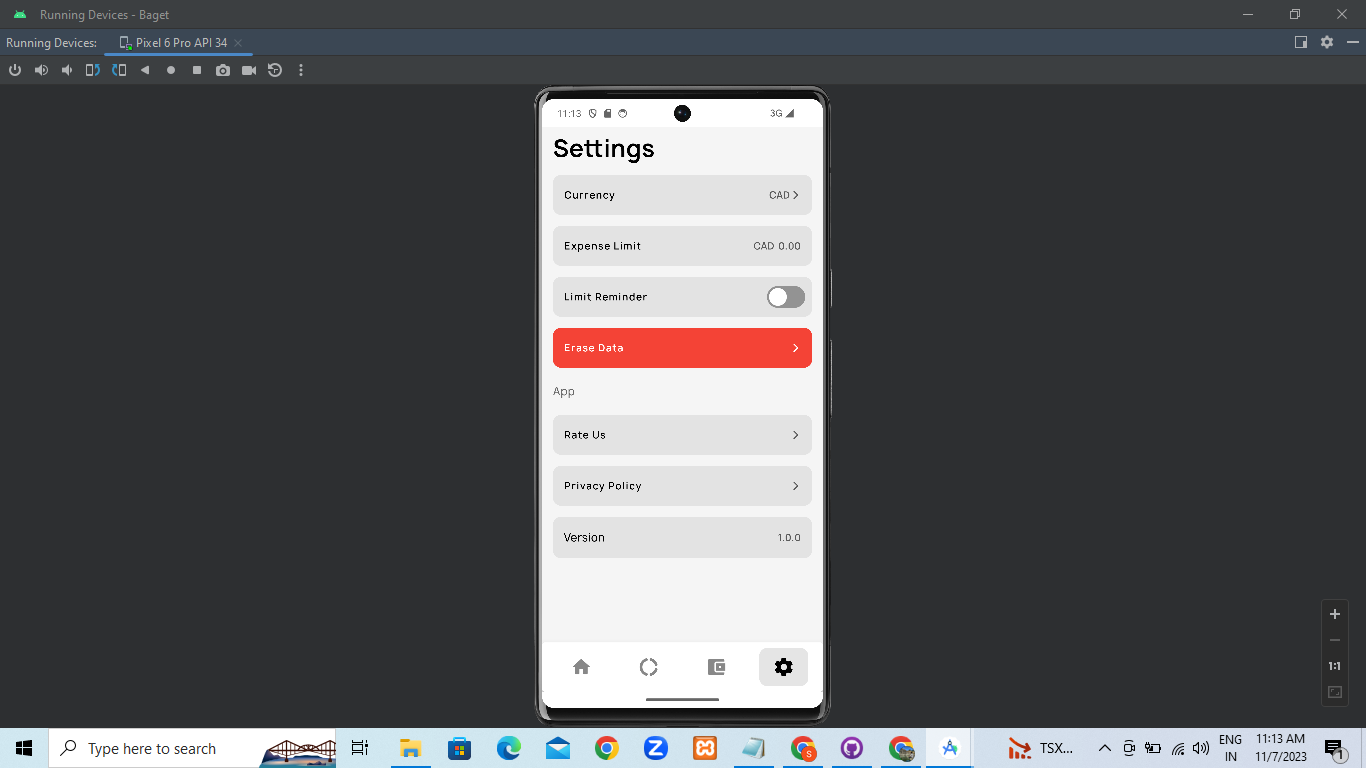 Running Devices - Baget
Running Devices: Pixel 6 Pro API 34
11:13 3G
Settings
Currency CAD
Expense Limit CAD 0.00
Limit Reminder
Erase Data
App
Rate Us
Privacy Policy
Version 1.0.0
1:1
Type here to search
TSX...
ENG
IN
11:13 AM
11/7/2023
1